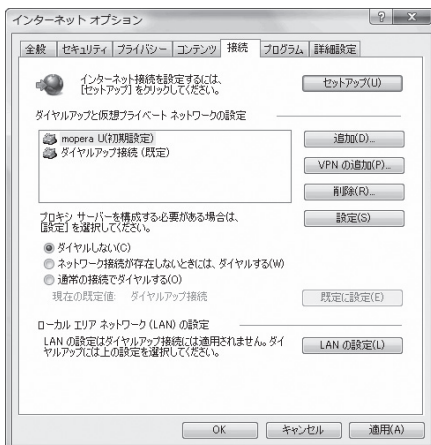 インターネット オプション
全般 セキュリティ プライバシー コンテンツ 接続 プログラム 詳細設定
インターネット接続を設定するには、
[セットアップ] をクリックしてください。
セットアップ(U)
ダイヤルアップと仮想プライベート ネットワークの設定
mopera U(初期設定)
ダイヤルアップ接続 (既定)
追加(D)...
VPN の追加(P)...
削除(R)...
プロキシ サーバーを構成する必要がある場合は、
[設定] を選択してください。
設定(S)
ダイヤルしない(C)
ネットワーク接続が存在しないときには、ダイヤルする(W)
通常の接続でダイヤルする(O)
現在の既定値: ダイヤルアップ接続
既定に設定(E)
ローカル エリア ネットワーク (LAN) の設定
LAN の設定はダイヤルアップ接続には適用されません。ダイ
ヤルアップには上の設定を選択してください。
LAN の設定(L)
OK キャンセル 適用(A)